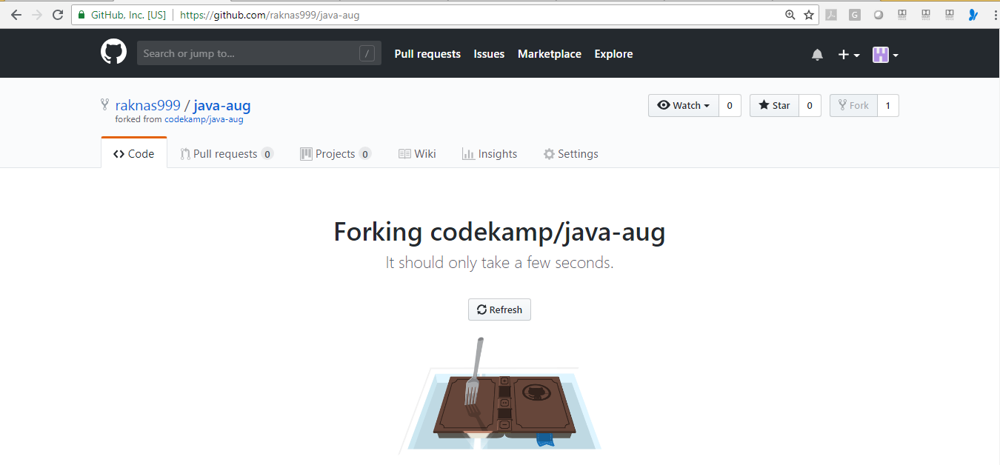 GitHub, Inc. [US] https://github.com/raknas999/java-aug
Search or jump to... / Pull requests Issues Marketplace Explore
raknas999 / java-aug Watch 0 Star 0 Fork 1
forked from codekamp/java-aug
Code Pull requests 0 Projects 0 Wiki Insights Settings
Forking codekamp/java-aug
It should only take a few seconds.
Refresh